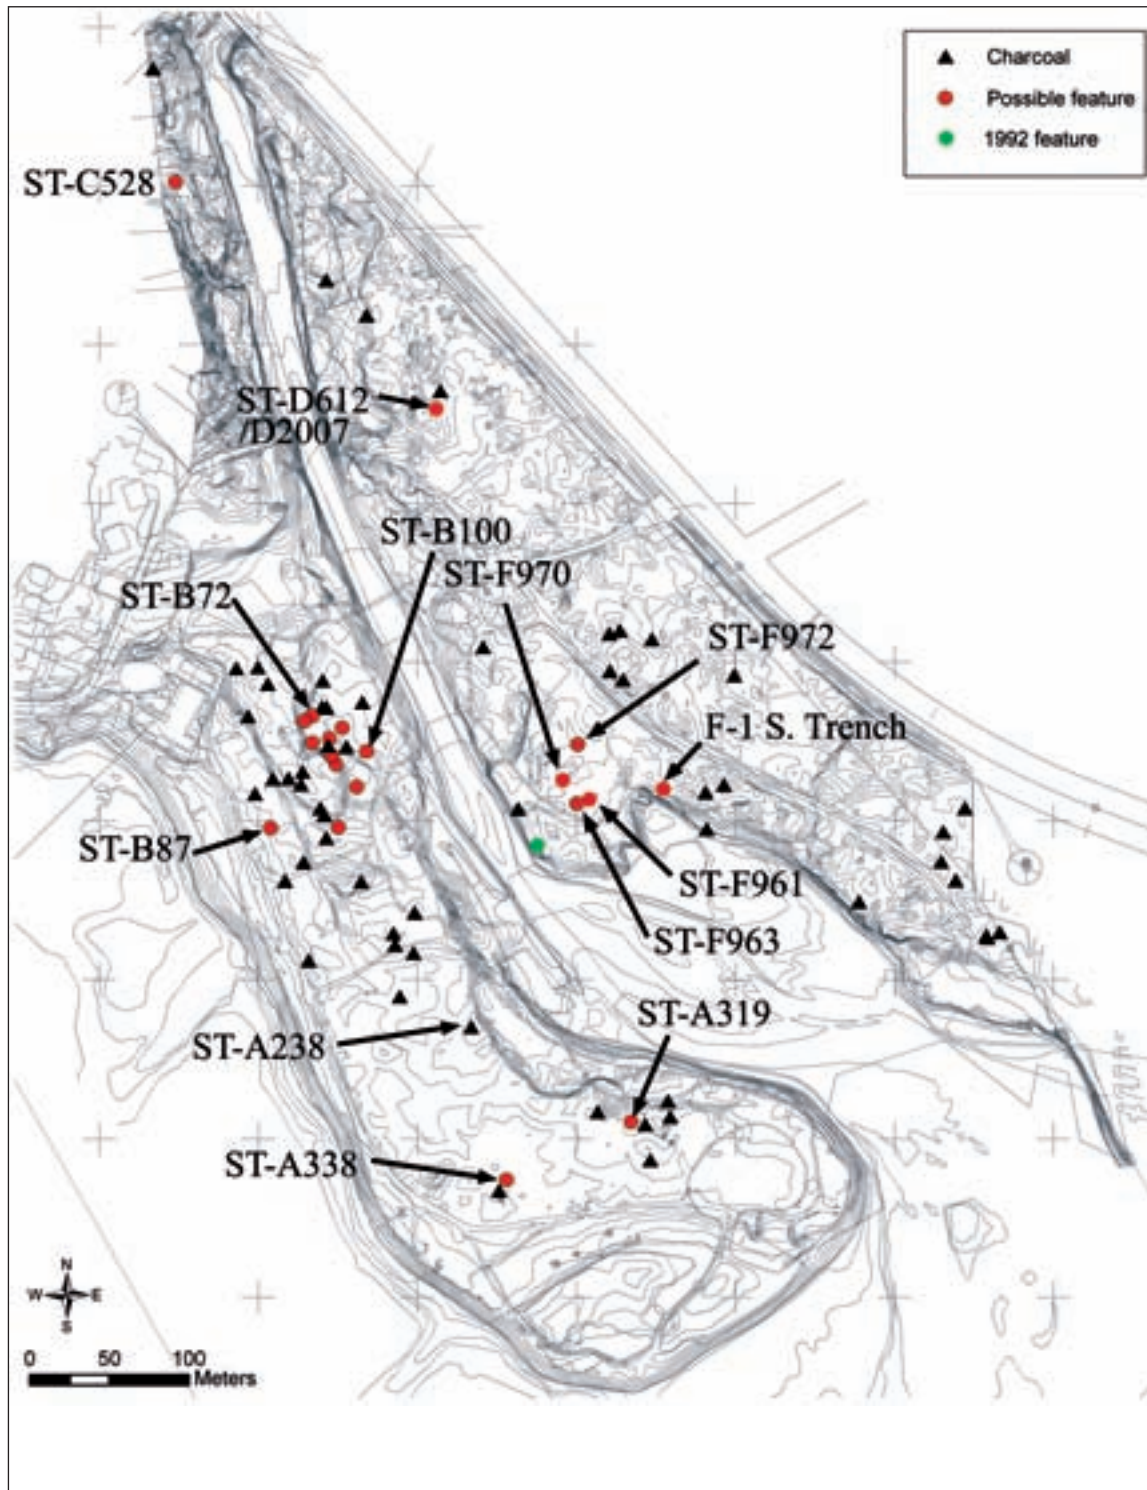 Charcoal
Possible feature
1992 feature
ST-C528
ST-D612
/D2007
ST-B100
ST-F970
ST-B72
ST-F972
F-1 S. Trench
ST-B87
ST-F961
ST-F963
ST-A319
ST-A238
ST-A338
N
W E
S
0 50 100
Meters